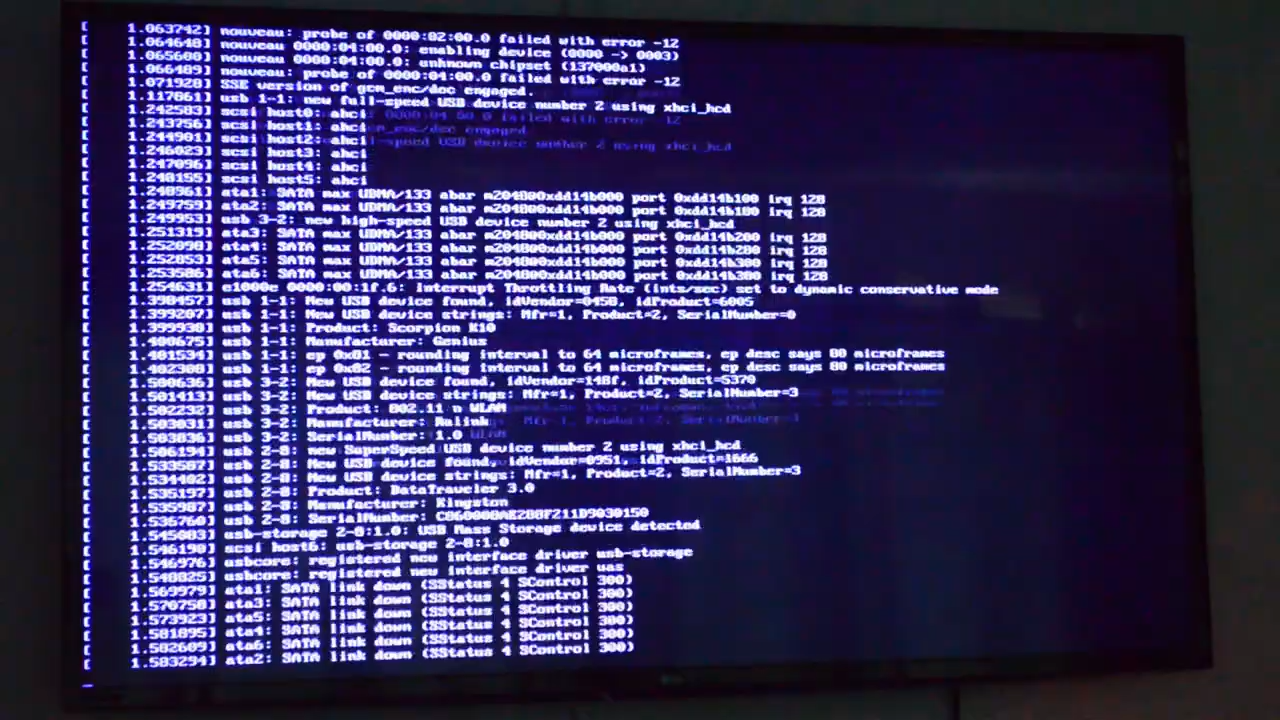 [    1.063742] nouveau: probe of 0000:02:00.0 failed with error -12
[    1.064648] nouveau 0000:04:00.0: enabling device (0000 -> 0003)
[    1.065600] nouveau 0000:04:00.0: unknown chipset (137000a1)
[    1.066489] nouveau: probe of 0000:04:00.0 failed with error -12
[    1.071928] SSE version of gcm_enc/dec engaged.
[    1.117861] usb 1-1: new full-speed USB device number 2 using xhci_hcd
[    1.242583] scsi host0: ahci
[    1.243756] scsi host1: ahci
[    1.244901] scsi host2: ahci
[    1.246023] scsi host3: ahci
[    1.247096] scsi host4: ahci
[    1.248155] scsi host5: ahci
[    1.248961] ata1: SATA max UDMA/133 abar m2048@0xdd14b000 port 0xdd14b100 irq 128
[    1.249759] ata2: SATA max UDMA/133 abar m2048@0xdd14b000 port 0xdd14b180 irq 128
[    1.249953] usb 3-2: new high-speed USB device number 2 using xhci_hcd
[    1.251319] ata3: SATA max UDMA/133 abar m2048@0xdd14b000 port 0xdd14b200 irq 128
[    1.252098] ata4: SATA max UDMA/133 abar m2048@0xdd14b000 port 0xdd14b280 irq 128
[    1.252853] ata5: SATA max UDMA/133 abar m2048@0xdd14b000 port 0xdd14b300 irq 128
[    1.253586] ata6: SATA max UDMA/133 abar m2048@0xdd14b000 port 0xdd14b380 irq 128
[    1.254631] e1000e 0000:00:1f.6: Interrupt Throttling Rate (ints/sec) set to dynamic conservative mode
[    1.398457] usb 1-1: New USB device found, idVendor=0458, idProduct=6005
[    1.399207] usb 1-1: New USB device strings: Mfr=1, Product=2, SerialNumber=0
[    1.399938] usb 1-1: Product: Scorpion K10
[    1.400675] usb 1-1: Manufacturer: Genius
[    1.401534] usb 1-1: ep 0x81 - rounding interval to 64 microframes, ep desc says 80 microframes
[    1.402308] usb 1-1: ep 0x82 - rounding interval to 64 microframes, ep desc says 80 microframes
[    1.500636] usb 3-2: New USB device found, idVendor=148f, idProduct=5370
[    1.501413] usb 3-2: New USB device strings: Mfr=1, Product=2, SerialNumber=3
[    1.502232] usb 3-2: Product: 802.11 n WLAN
[    1.503031] usb 3-2: Manufacturer: Ralink
[    1.503836] usb 3-2: SerialNumber: 1.0
[    1.506194] usb 2-8: new SuperSpeed USB device number 2 using xhci_hcd
[    1.533587] usb 2-8: New USB device found, idVendor=0951, idProduct=1666
[    1.534402] usb 2-8: New USB device strings: Mfr=1, Product=2, SerialNumber=3
[    1.535197] usb 2-8: Product: DataTraveler 3.0
[    1.535987] usb 2-8: Manufacturer: Kingston
[    1.536760] usb 2-8: SerialNumber: C860008AE288F211D9030150
[    1.545083] usb-storage 2-8:1.0: USB Mass Storage device detected
[    1.546190] scsi host6: usb-storage 2-8:1.0
[    1.546976] usbcore: registered new interface driver usb-storage
[    1.548825] usbcore: registered new interface driver uas
[    1.569979] ata1: SATA link down (SStatus 4 SControl 300)
[    1.570758] ata3: SATA link down (SStatus 4 SControl 300)
[    1.573923] ata5: SATA link down (SStatus 4 SControl 300)
[    1.581895] ata4: SATA link down (SStatus 4 SControl 300)
[    1.582609] ata6: SATA link down (SStatus 4 SControl 300)
[    1.583294] ata2: SATA link down (SStatus 4 SControl 300)